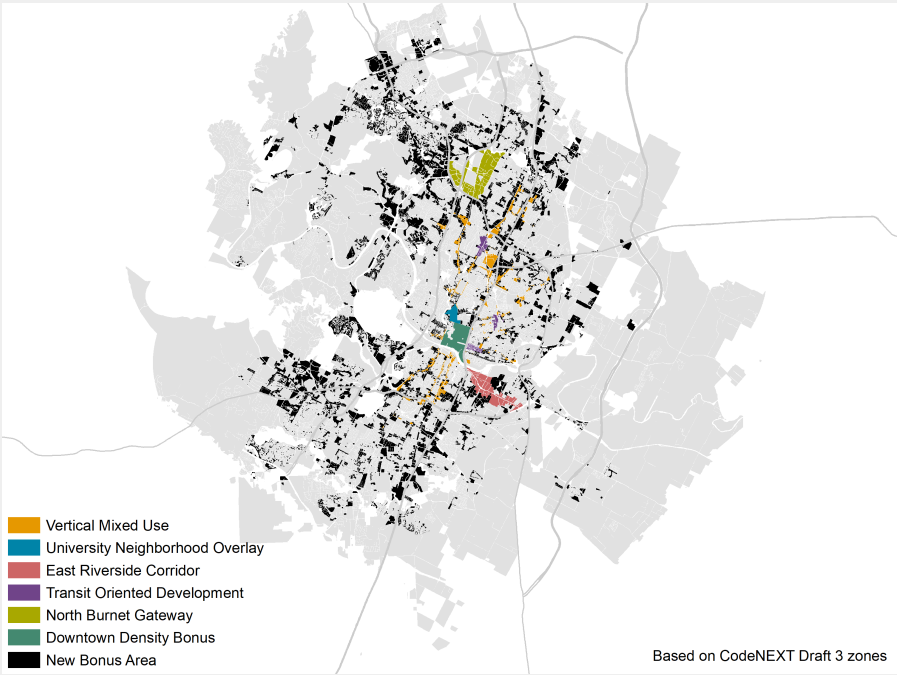 Vertical Mixed Use
University Neighborhood Overlay
East Riverside Corridor
Transit Oriented Development
North Burnet Gateway
Downtown Density Bonus
New Bonus Area
Based on CodeNEXT Draft 3 zones